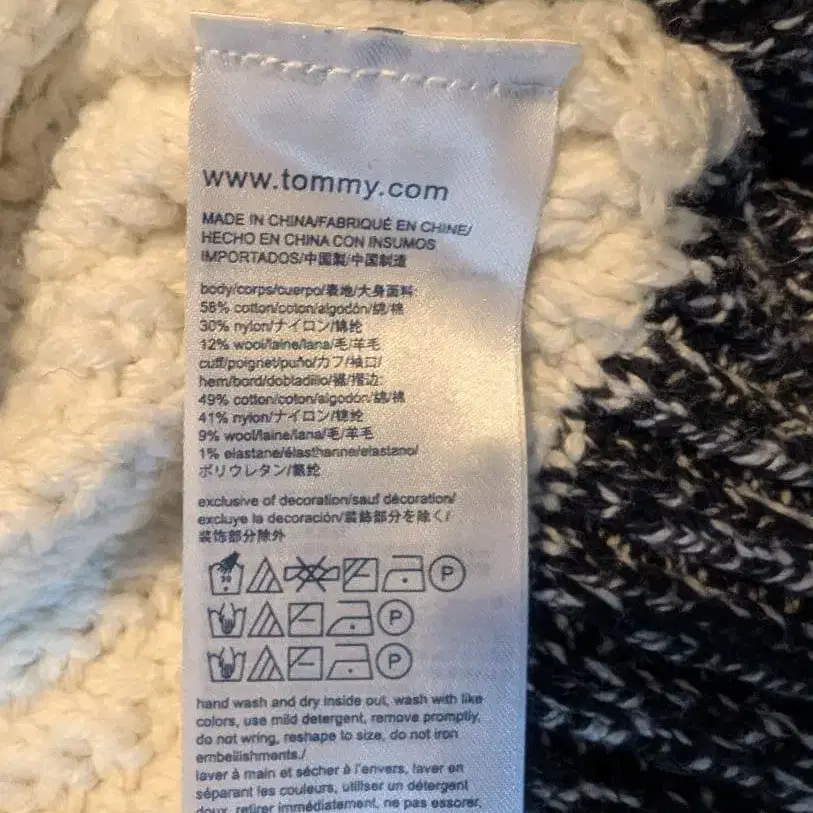 www.tommy.com
MADE IN CHINA/FABRIQUÉ EN CHINE/
HECHO EN CHINA CON INSUMOS
IMPORTADOS/中国製/中国制造
body/corps/cuerpo/表地/大身面料:
58% cotton/coton/algodón/綿/棉
30% nylon/ナイロン/锦纶
12% wool/laine/lana/毛/羊毛
cuff/poignet/puño/カフ/袖口/
hem/bord/dobladillo/裾/摺边:
49% cotton/coton/algodón/綿/棉
41% nylon/ナイロン/锦纶
9% wool/laine/lana/毛/羊毛
1% elastane/élasthanne/elastano/
ポリウレタン/氨纶
exclusive of decoration/sauf décoration/
excluye la decoración/装飾部分を除く/
装饰部分除外
30
P
P
P
hand wash and dry inside out, wash with like
colors, use mild detergent, remove promptly,
do not wring, reshape to size, do not iron
embellishments./
laver à main et sécher à l'envers, laver en
séparant les couleurs, utiliser un détergent
doux, retirer immédiatement, ne pas essorer,